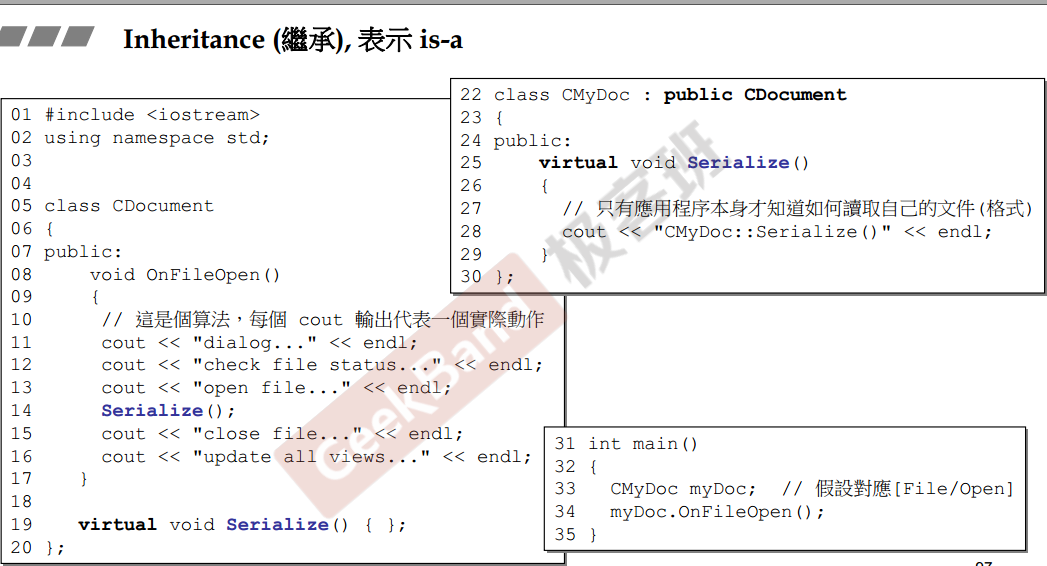 Inheritance (繼承), 表示 is-a
01 #include <iostream>
02 using namespace std;
03
04
05 class CDocument
06 {
07 public:
08     void OnFileOpen()
09     {
10      // 這是個算法，每個 cout 輸出代表一個實際動作
11      cout << "dialog..." << endl;
12      cout << "check file status..." << endl;
13      cout << "open file..." << endl;
14      Serialize();
15      cout << "close file..." << endl;
16      cout << "update all views..." << endl;
17    }
18
19    virtual void Serialize() { };
20 };
22 class CMyDoc : public CDocument
23 {
24 public:
25     virtual void Serialize()
26     {
27       // 只有應用程序本身才知道如何讀取自己的文件(格式)
28       cout << "CMyDoc::Serialize()" << endl;
29     }
30 };
31 int main()
32 {
33   CMyDoc myDoc;  // 假設對應[File/Open]
34   myDoc.OnFileOpen();
35 }
GeekBand 极客班